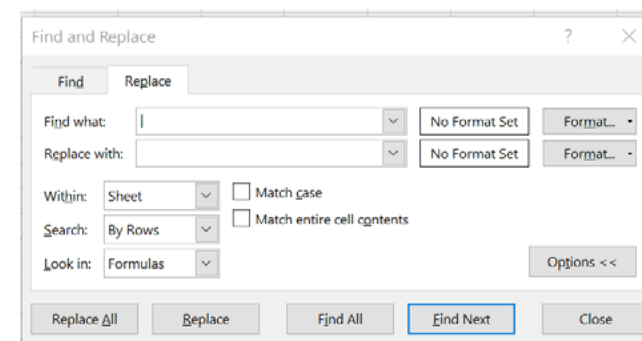 Find and Replace ?
Find Replace
Find what: No Format Set Format...
Replace with: No Format Set Format...
Within: Sheet Match case
Match entire cell contents
Search: By Rows
Look in: Formulas Options <<
Replace All Replace Find All Find Next Close